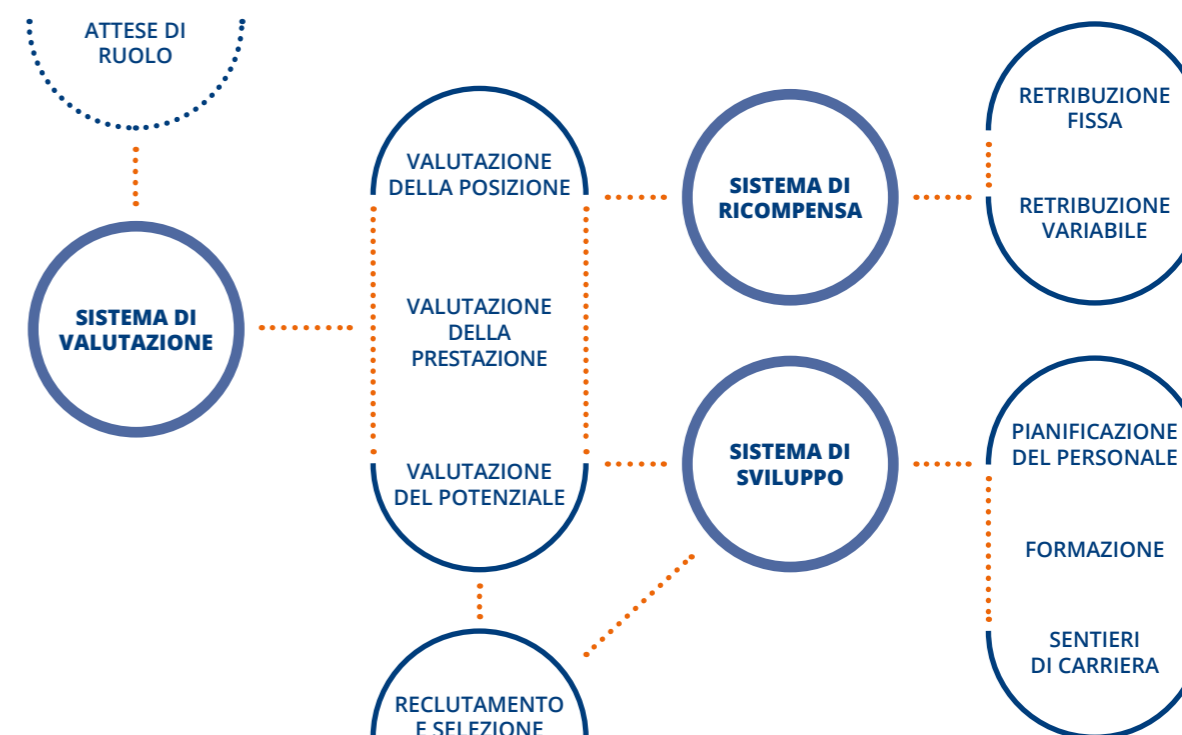 ATTESE DI
RUOLO
SISTEMA DI
VALUTAZIONE
VALUTAZIONE
DELLA POSIZIONE
VALUTAZIONE
DELLA
PRESTAZIONE
VALUTAZIONE
DEL POTENZIALE
RECLUTAMENTO
E SELEZIONE
SISTEMA DI
RICOMPENSA
SISTEMA DI
SVILUPPO
RETRIBUZIONE
FISSA
RETRIBUZIONE
VARIABILE
PIANIFICAZIONE
DEL PERSONALE
FORMAZIONE
SENTIERI
DI CARRIERA